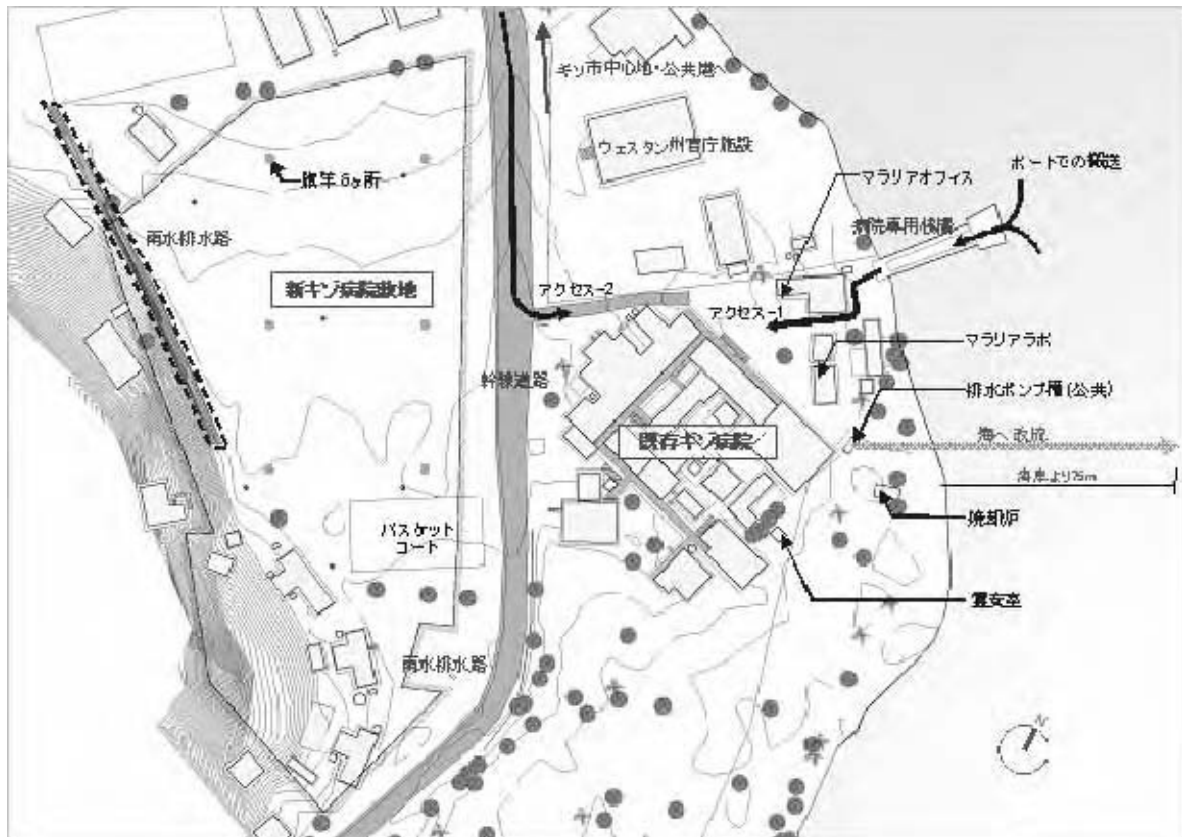 ギゾ市中心地・公共港へ
ウェスタン州官庁施設
マラリアオフィス
ボートでの搬送
病院専用桟橋
旗竿6ヶ所
雨水排水路
新ギゾ病院敷地
アクセス-2
アクセス-1
マラリアラボ
幹線道路
排水ポンプ槽(公共)
既存ギゾ病院
海へ放流
海岸より75m
焼却炉
バスケット
コート
霊安室
雨水排水路
N